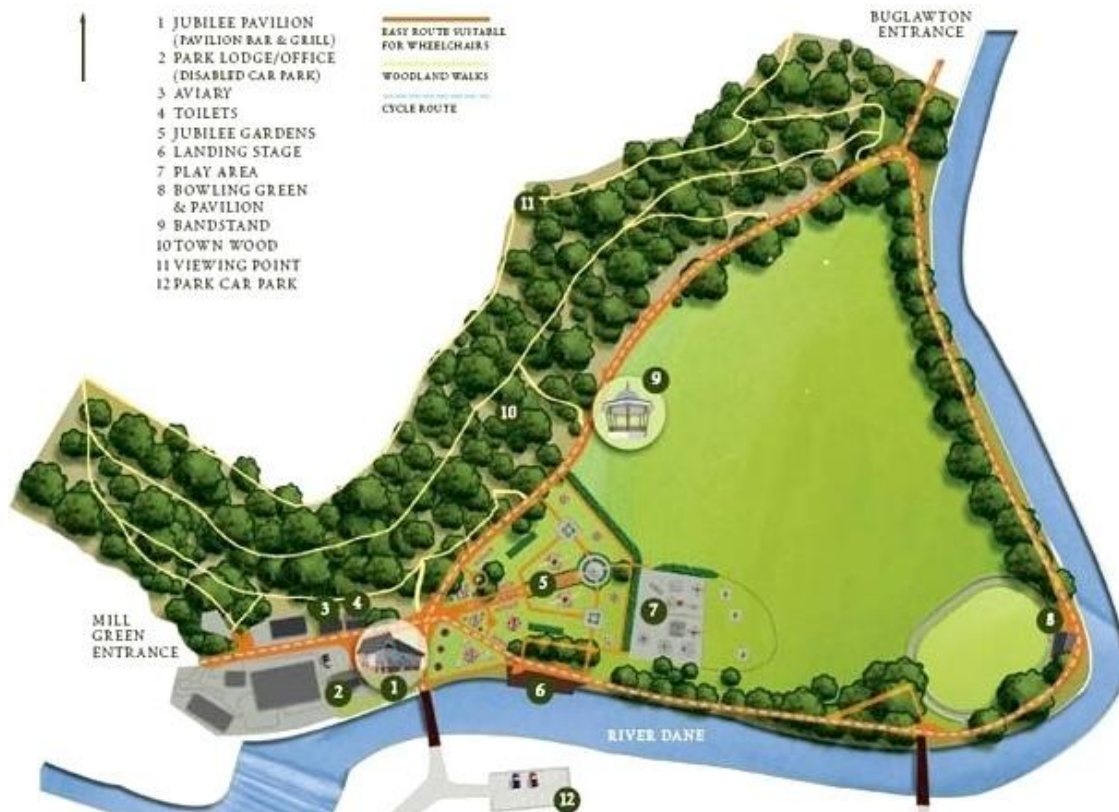 1 JUBILEE PAVILION
(PAVILION BAR & GRILL)
2 PARK LODGE/OFFICE
(DISABLED CAR PARK)
3 AVIARY
4 TOILETS
5 JUBILEE GARDENS
6 LANDING STAGE
7 PLAY AREA
8 BOWLING GREEN
& PAVILION
9 BANDSTAND
10 TOWN WOOD
11 VIEWING POINT
12 PARK CAR PARK
EASY ROUTE SUITABLE
FOR WHEELCHAIRS
WOODLAND WALKS
CYCLE ROUTE
BUGLAWTON
ENTRANCE
11
9
10
5
3
4
7
8
MILL
GREEN
ENTRANCE
2
1
6
RIVER DANE
12